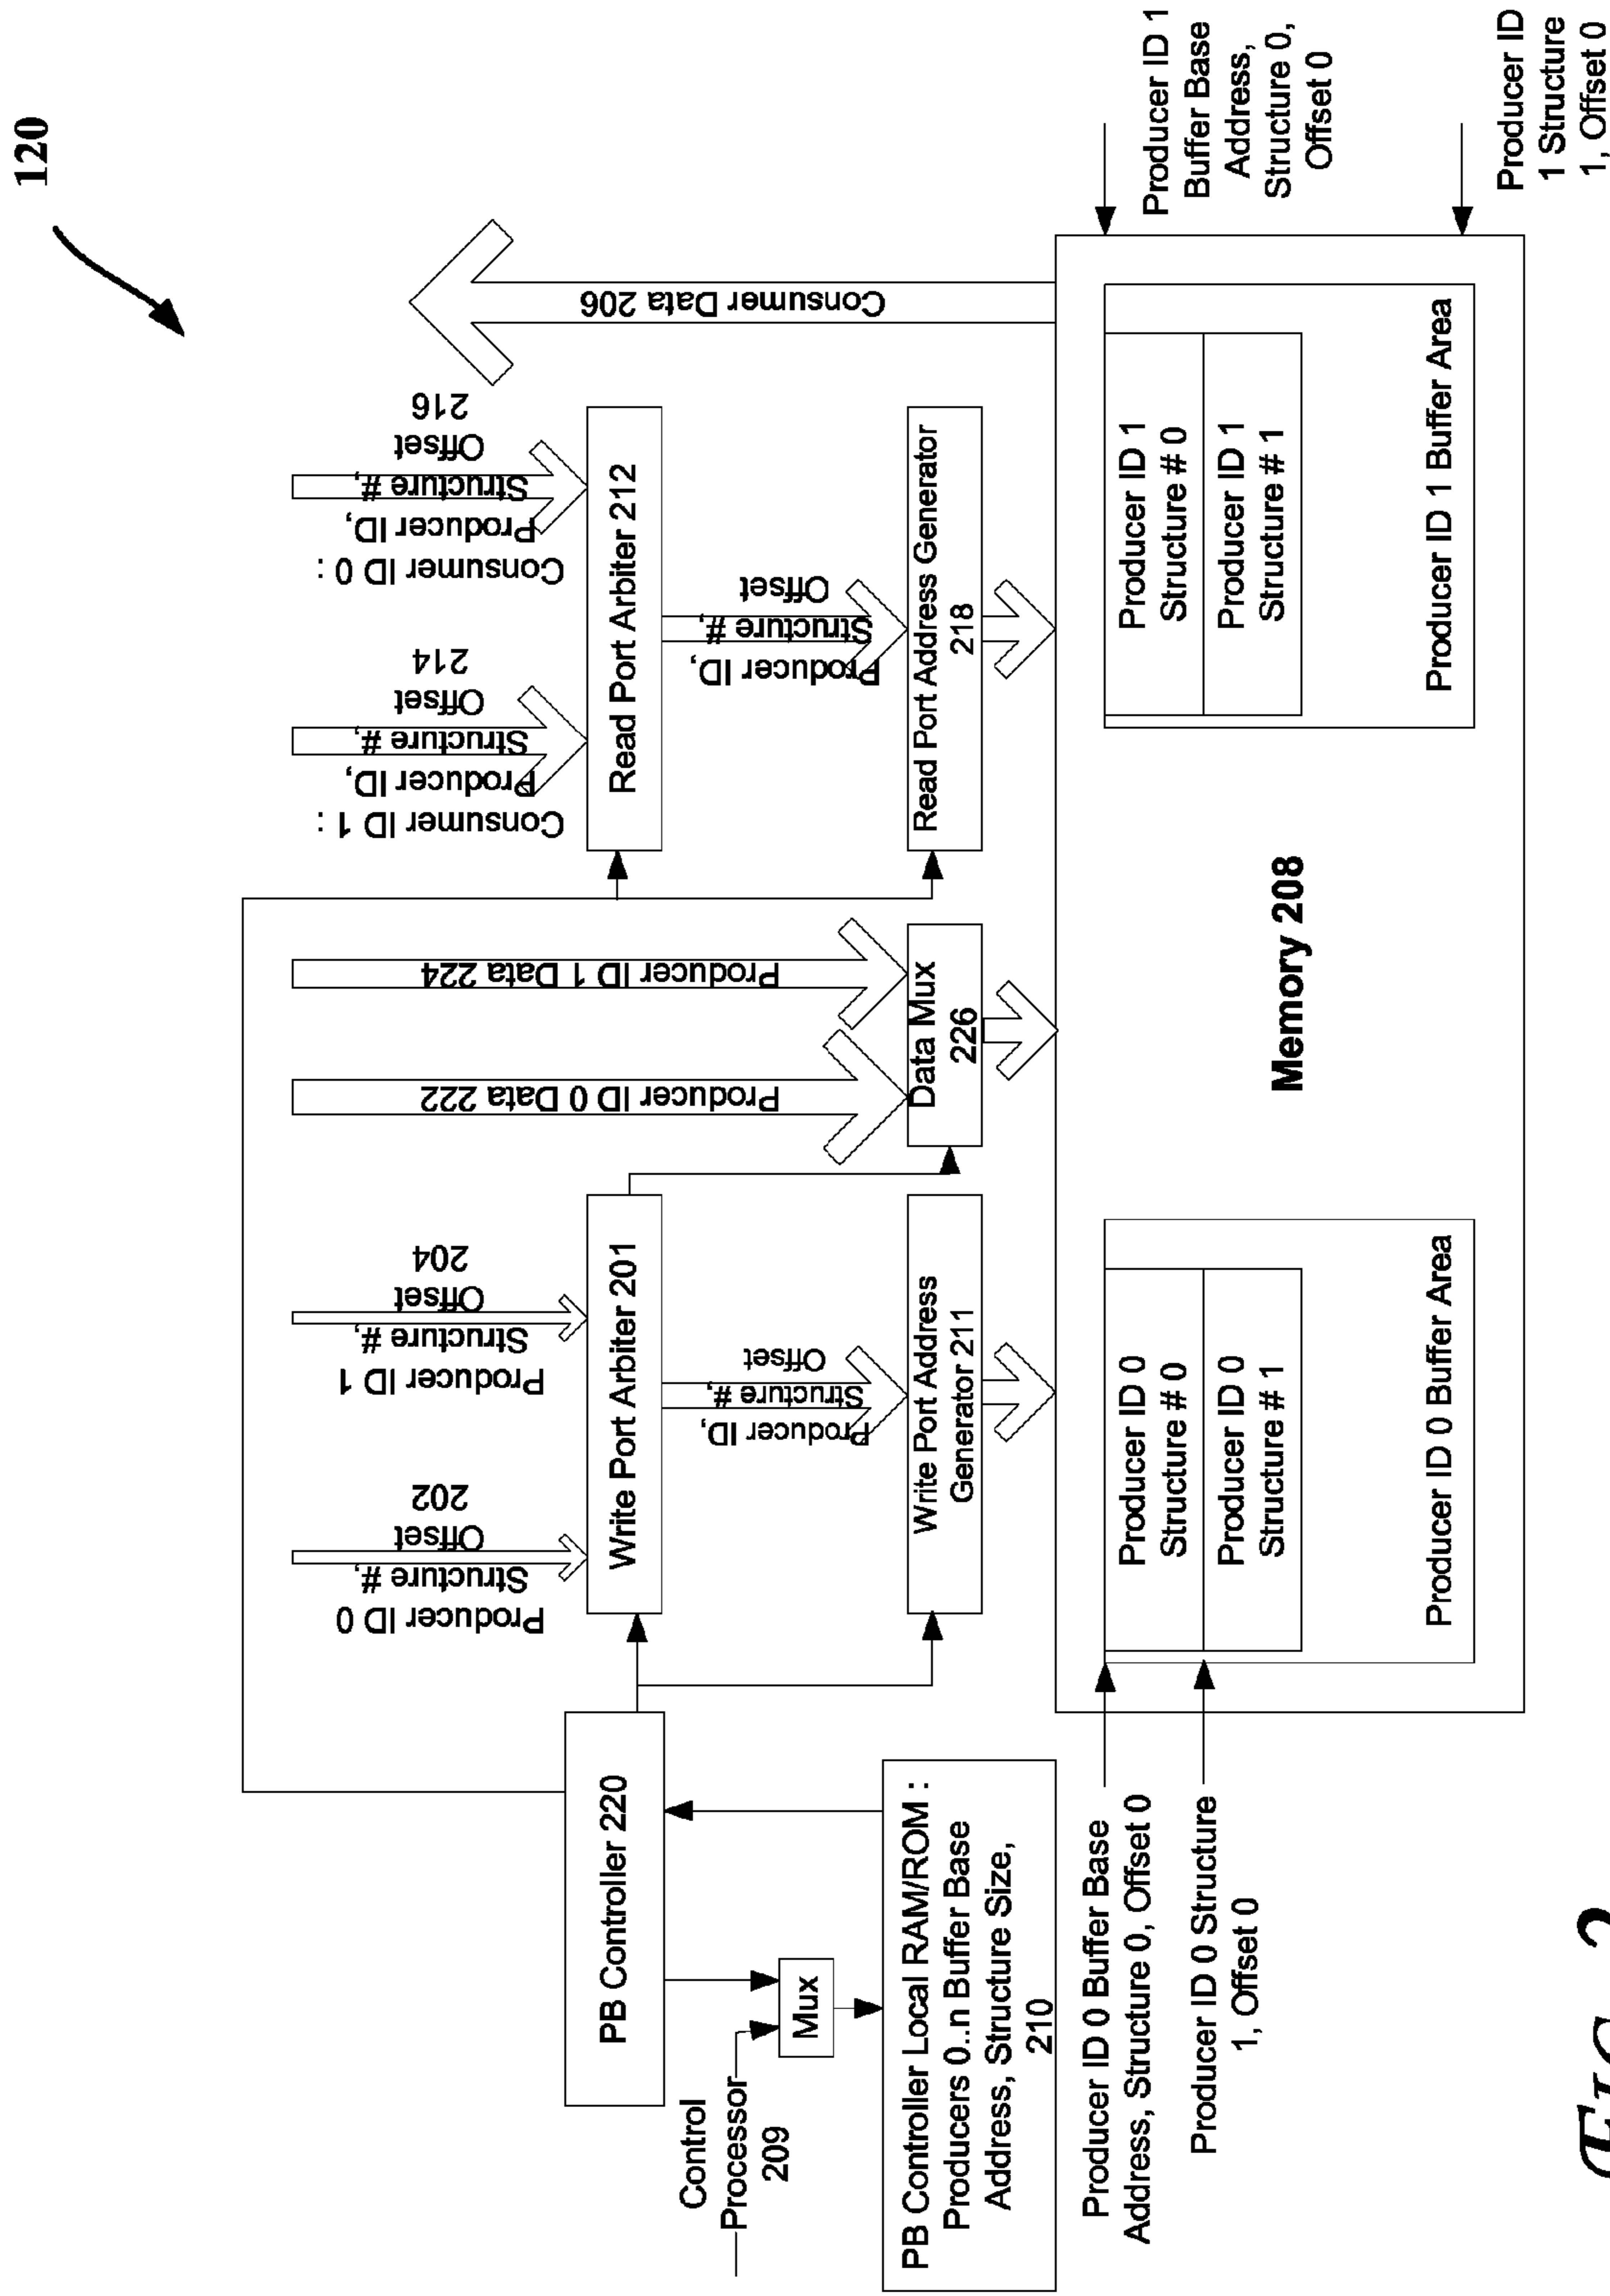 120
Consumer ID 1 :
Producer ID,
Structure #,
Offset
214
Consumer ID 0 :
Producer ID,
Structure #,
Offset
216
Producer ID 0
Structure #,
Offset
202
Producer ID 1
Structure #,
Offset
204
Producer ID 0 Data 222
Producer ID 1 Data 224
Consumer Data 206
PB Controller 220
Write Port Arbiter 201
Read Port Arbiter 212
Producer ID,
Structure #,
Offset
Producer ID,
Structure #,
Offset
Control
Processor
209
Mux
PB Controller Local RAM/ROM :
Producers 0..n Buffer Base
Address, Structure Size,
210
Write Port Address
Generator 211
Data Mux
226
Read Port Address Generator
218
Producer ID 0 Buffer Base
Address, Structure 0, Offset 0
Producer ID 0 Structure
1, Offset 0
Producer ID 0
Structure # 0
Producer ID 0
Structure # 1
Producer ID 0 Buffer Area
Memory 208
Producer ID 1
Structure # 0
Producer ID 1
Structure # 1
Producer ID 1 Buffer Area
Producer ID 1
Buffer Base
Address,
Structure 0,
Offset 0
Producer ID
1 Structure
1, Offset 0
FIG. 2